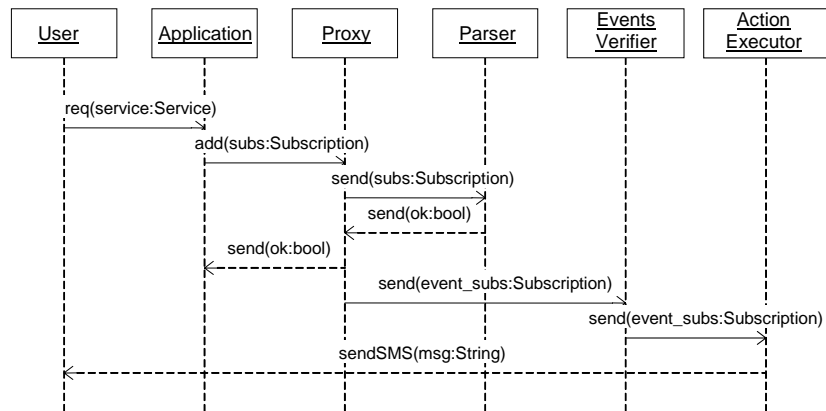 User
Application
Proxy
Parser
Events
Verifier
Action
Executor
req(service:Service)
add(subs:Subscription)
send(subs:Subscription)
send(ok:bool)
send(ok:bool)
send(event_subs:Subscription)
send(event_subs:Subscription)
sendSMS(msg:String)